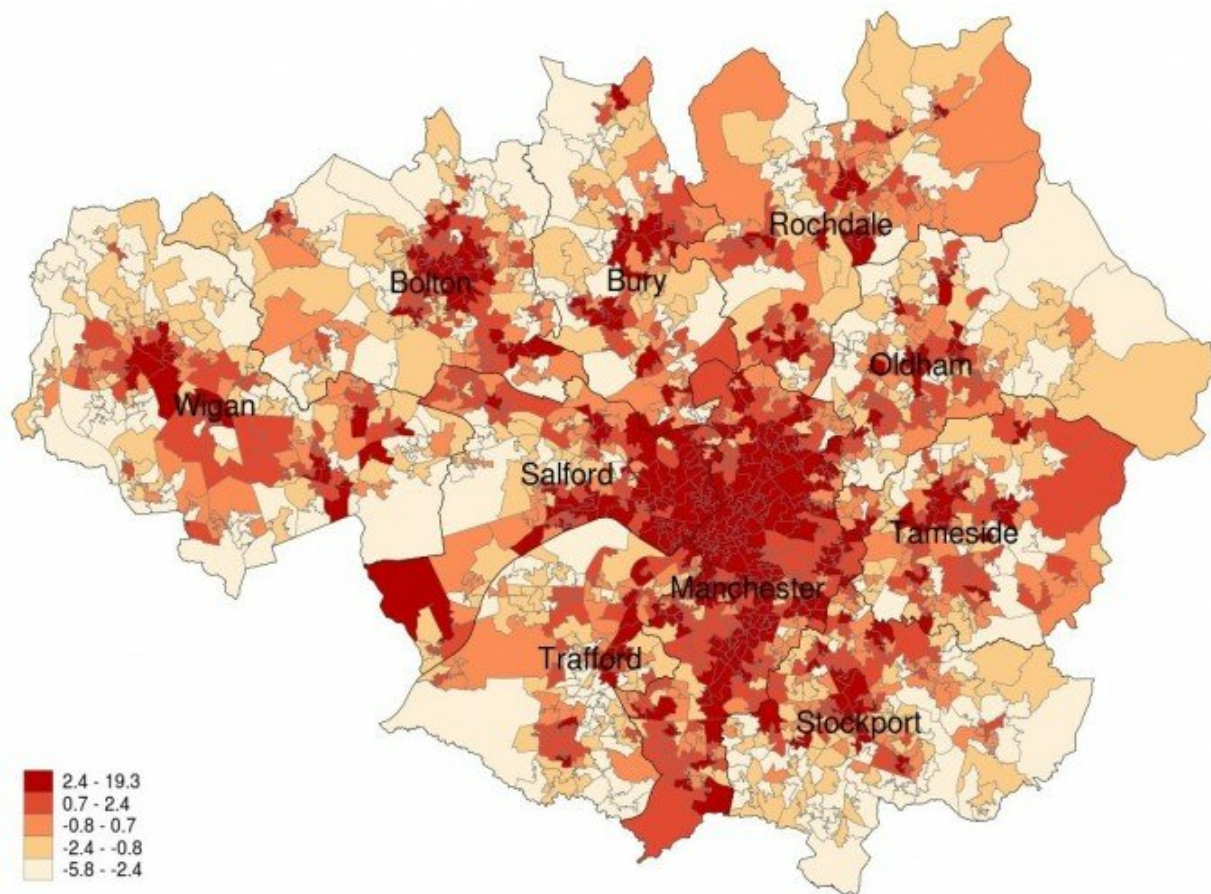 Rochdale
Bolton
Bury
Oldham
Wigan
Salford
Tameside
Manchester
Trafford
Stockport
2.4 - 19.3
0.7 - 2.4
-0.8 - 0.7
-2.4 - -0.8
-5.8 - -2.4